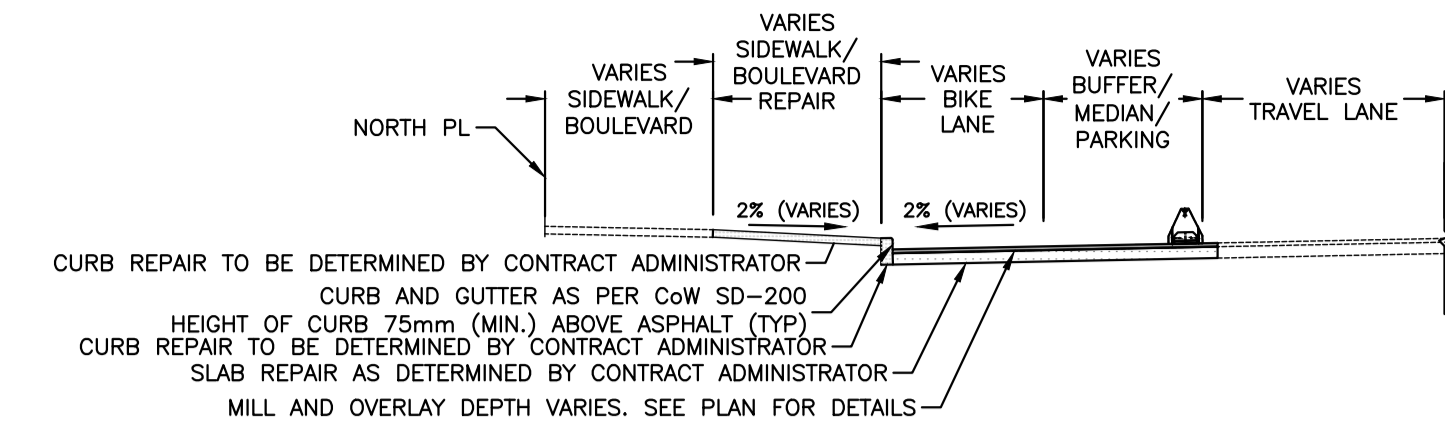 VARIES
SIDEWALK/
BOULEVARD
VARIES
SIDEWALK/
BOULEVARD
REPAIR
VARIES
BIKE
LANE
VARIES
BUFFER/
MEDIAN/
PARKING
VARIES
TRAVEL LANE
NORTH PL
2% (VARIES)
2% (VARIES)
CURB REPAIR TO BE DETERMINED BY CONTRACT ADMINISTRATOR
CURB AND GUTTER AS PER CoW SD-200
HEIGHT OF CURB 75mm (MIN.) ABOVE ASPHALT (TYP)
CURB REPAIR TO BE DETERMINED BY CONTRACT ADMINISTRATOR
SLAB REPAIR AS DETERMINED BY CONTRACT ADMINISTRATOR
MILL AND OVERLAY DEPTH VARIES. SEE PLAN FOR DETAILS